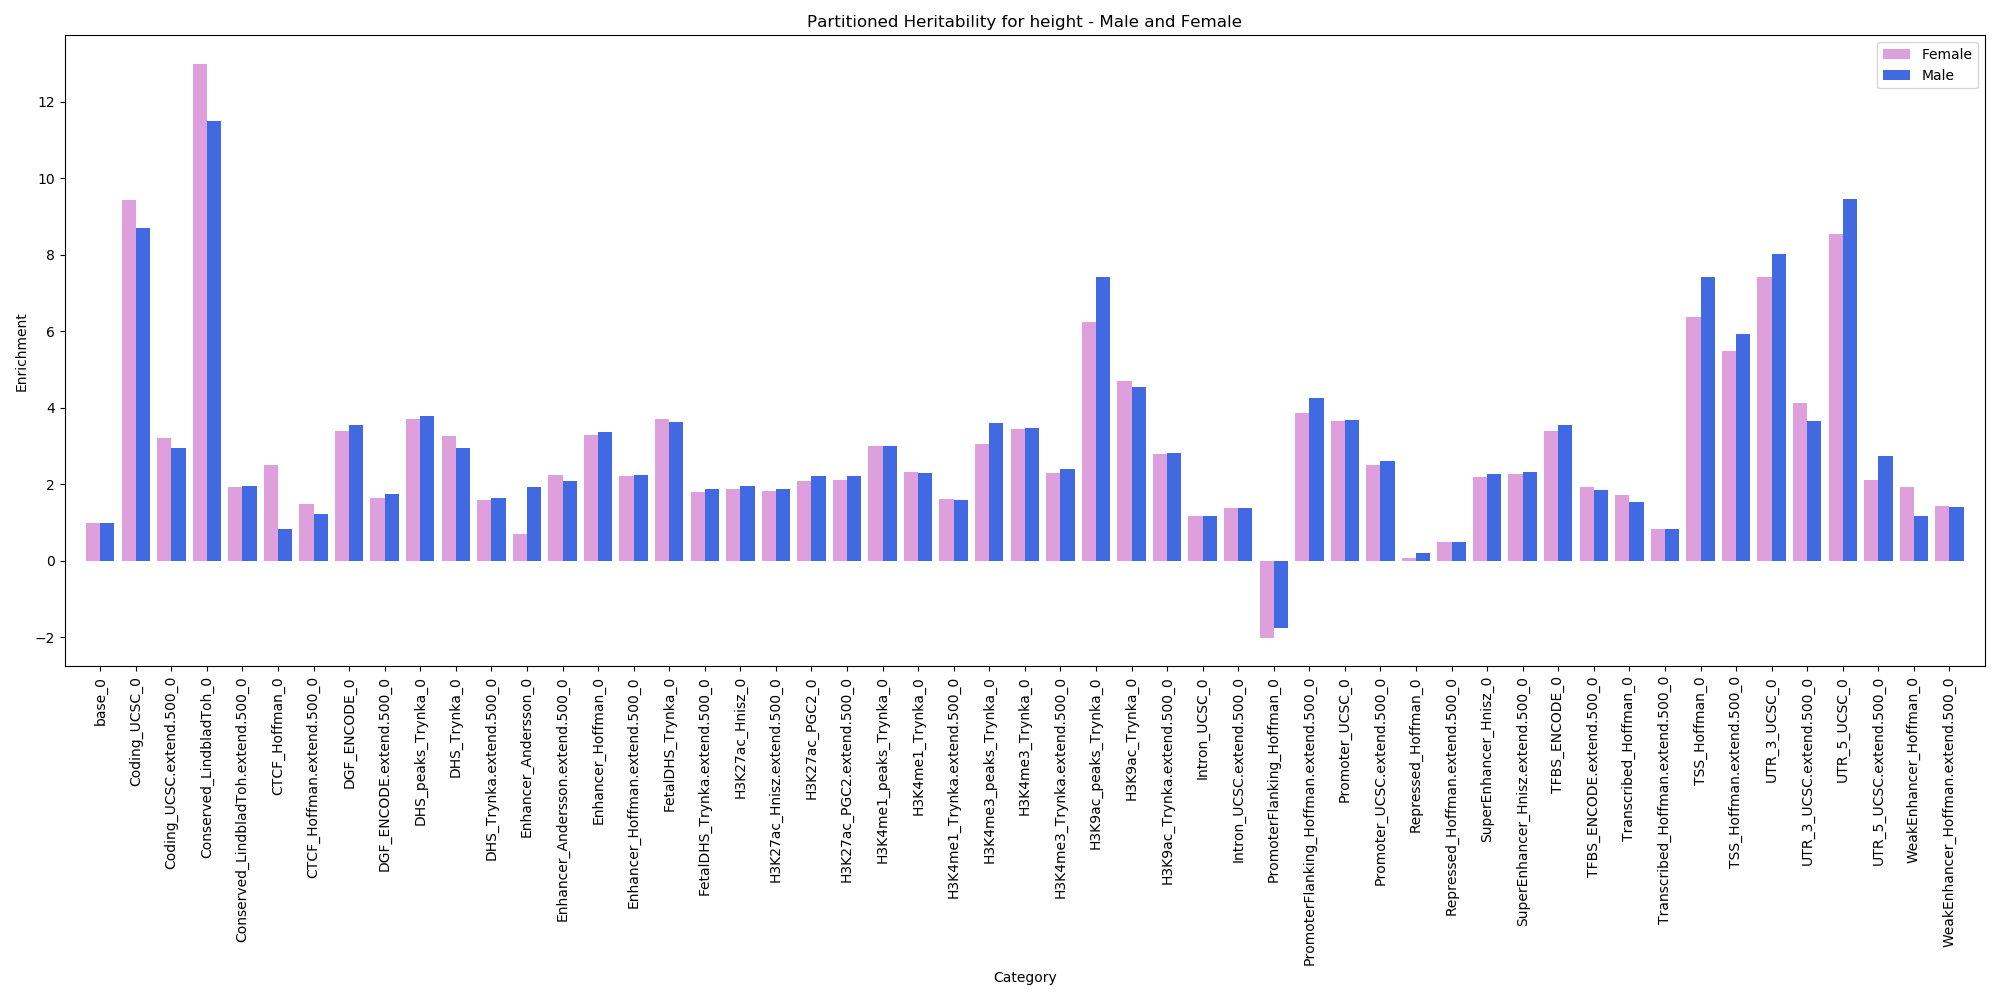 Partitioned Heritability for height - Male and Female
Female
Male
12
10
8
6
4
2
0
−2
Enrichment
base_0
Coding_UCSC_0
Coding_UCSC.extend.500_0
Conserved_LindbladToh_0
Conserved_LindbladToh.extend.500_0
CTCF_Hoffman_0
CTCF_Hoffman.extend.500_0
DGF_ENCODE_0
DGF_ENCODE.extend.500_0
DHS_peaks_Trynka_0
DHS_Trynka_0
DHS_Trynka.extend.500_0
Enhancer_Andersson_0
Enhancer_Andersson.extend.500_0
Enhancer_Hoffman_0
Enhancer_Hoffman.extend.500_0
FetalDHS_Trynka_0
FetalDHS_Trynka.extend.500_0
H3K27ac_Hnisz_0
H3K27ac_Hnisz.extend.500_0
H3K27ac_PGC2_0
H3K27ac_PGC2.extend.500_0
H3K4me1_peaks_Trynka_0
H3K4me1_Trynka_0
H3K4me1_Trynka.extend.500_0
H3K4me3_peaks_Trynka_0
H3K4me3_Trynka_0
H3K4me3_Trynka.extend.500_0
H3K9ac_peaks_Trynka_0
H3K9ac_Trynka_0
H3K9ac_Trynka.extend.500_0
Intron_UCSC_0
Intron_UCSC.extend.500_0
PromoterFlanking_Hoffman_0
PromoterFlanking_Hoffman.extend.500_0
Promoter_UCSC_0
Promoter_UCSC.extend.500_0
Repressed_Hoffman_0
Repressed_Hoffman.extend.500_0
SuperEnhancer_Hnisz_0
SuperEnhancer_Hnisz.extend.500_0
TFBS_ENCODE_0
TFBS_ENCODE.extend.500_0
Transcribed_Hoffman_0
Transcribed_Hoffman.extend.500_0
TSS_Hoffman_0
TSS_Hoffman.extend.500_0
UTR_3_UCSC_0
UTR_3_UCSC.extend.500_0
UTR_5_UCSC_0
UTR_5_UCSC.extend.500_0
WeakEnhancer_Hoffman_0
WeakEnhancer_Hoffman.extend.500_0
Category